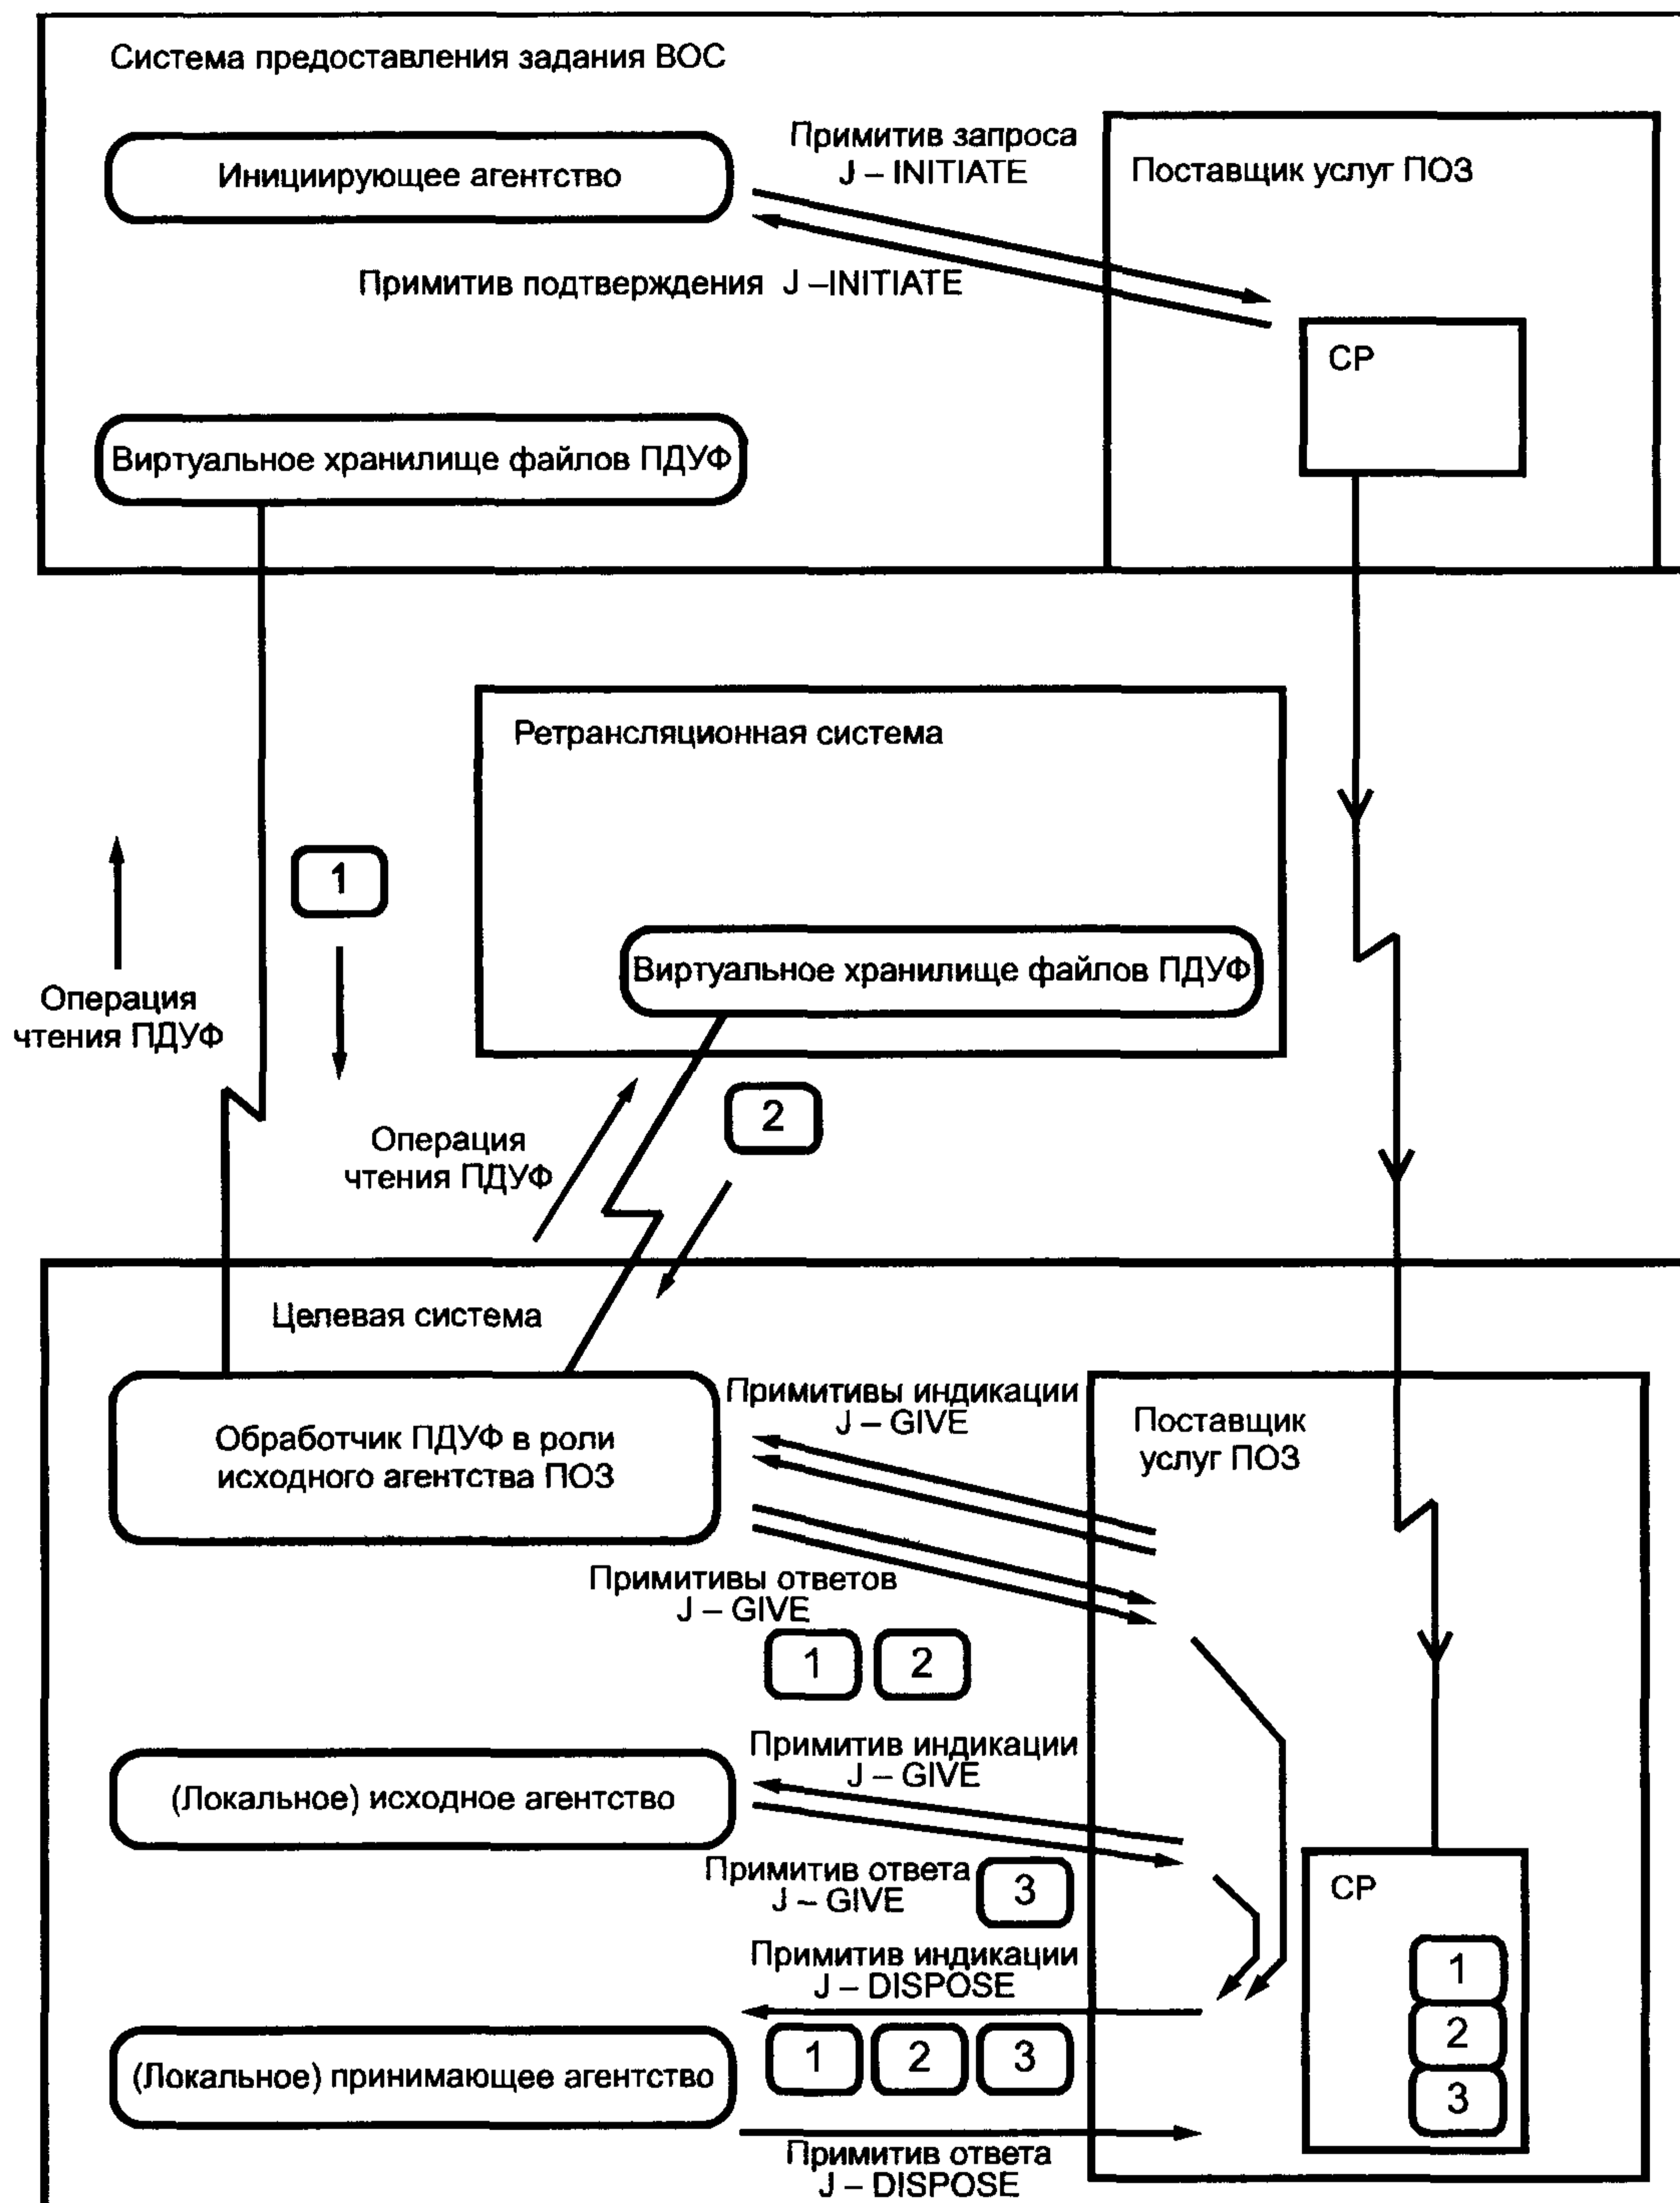 Система предоставления задания ВОС
Инициирующее агентство
Примитив запроса
J – INITIATE
Поставщик услуг ПОЗ
Примитив подтверждения J –INITIATE
СР
Виртуальное хранилище файлов ПДУФ
Ретрансляционная система
1
Операция
чтения ПДУФ
Виртуальное хранилище файлов ПДУФ
2
Операция
чтения ПДУФ
Целевая система
Обработчик ПДУФ в роли
исходного агентства ПОЗ
Примитивы индикации
J – GIVE
Поставщик
услуг ПОЗ
Примитивы ответов
J – GIVE
1 2
Примитив индикации
J – GIVE
(Локальное) исходное агентство
Примитив ответа
J – GIVE
3
СР
1
2
3
Примитив индикации
J – DISPOSE
1 2 3
(Локальное) принимающее агентство
Примитив ответа
J – DISPOSE